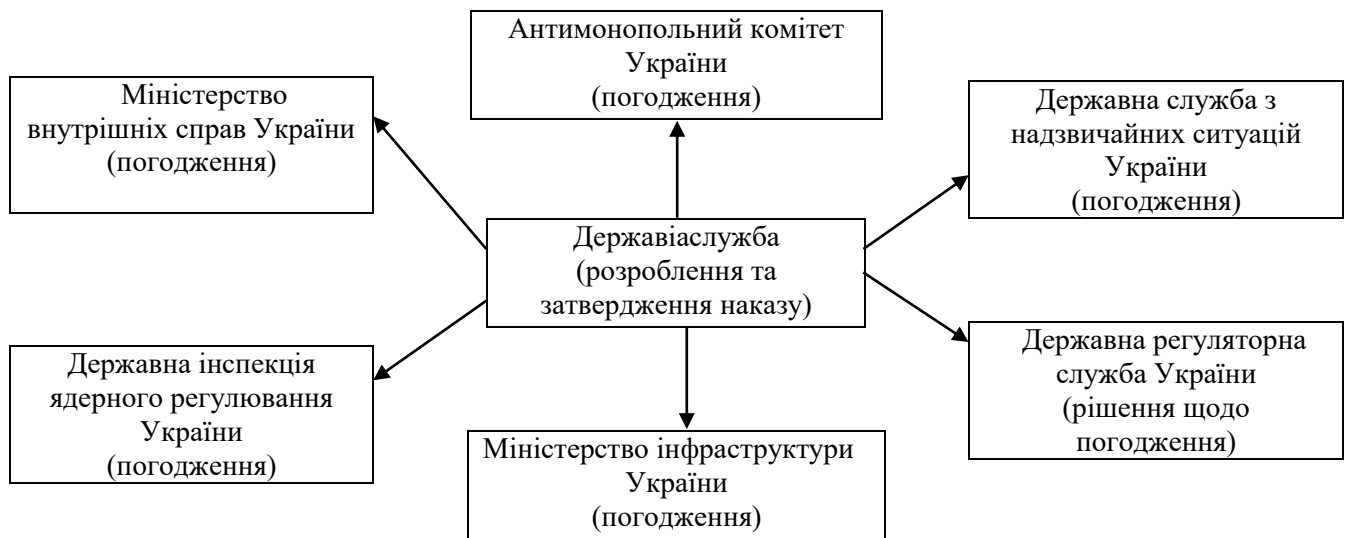 Антимонопольний комітет
України
(погодження)
Міністерство
внутрішніх справ України
(погодження)
Державна служба з
надзвичайних ситуацій
України
(погодження)
Державіаслужба
(розроблення та
затвердження наказу)
Державна інспекція
ядерного регулювання
України
(погодження)
Державна регуляторна
служба України
(рішення щодо
погодження)
Міністерство інфраструктури
України
(погодження)